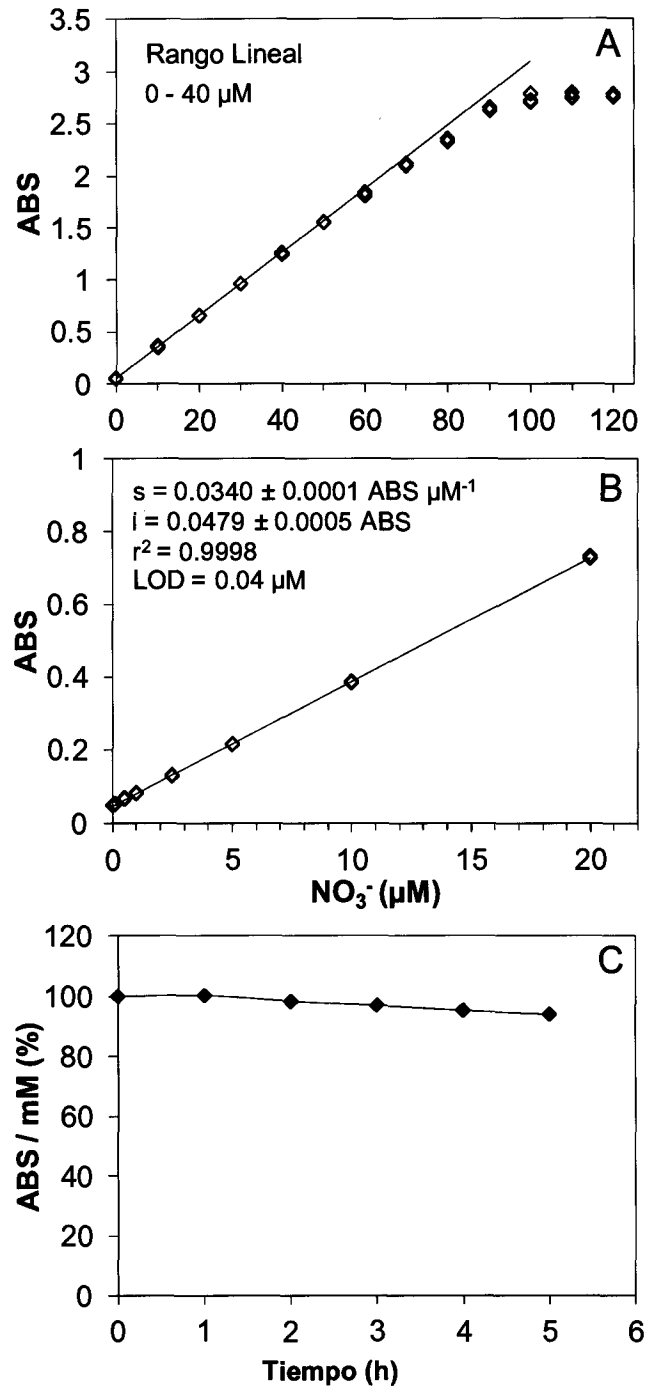 A
Rango Lineal
0 - 40 µM
ABS
3.5
3
2.5
2
1.5
1
0.5
0
0 20 40 60 80 100 120
B
s = 0.0340 ± 0.0001 ABS µM⁻¹
i = 0.0479 ± 0.0005 ABS
r² = 0.9998
LOD = 0.04 µM
ABS
1
0.8
0.6
0.4
0.2
0
0 5 10 15 20
NO₃⁻ (µM)
C
ABS / mM (%)
120
100
80
60
40
20
0
0 1 2 3 4 5 6
Tiempo (h)